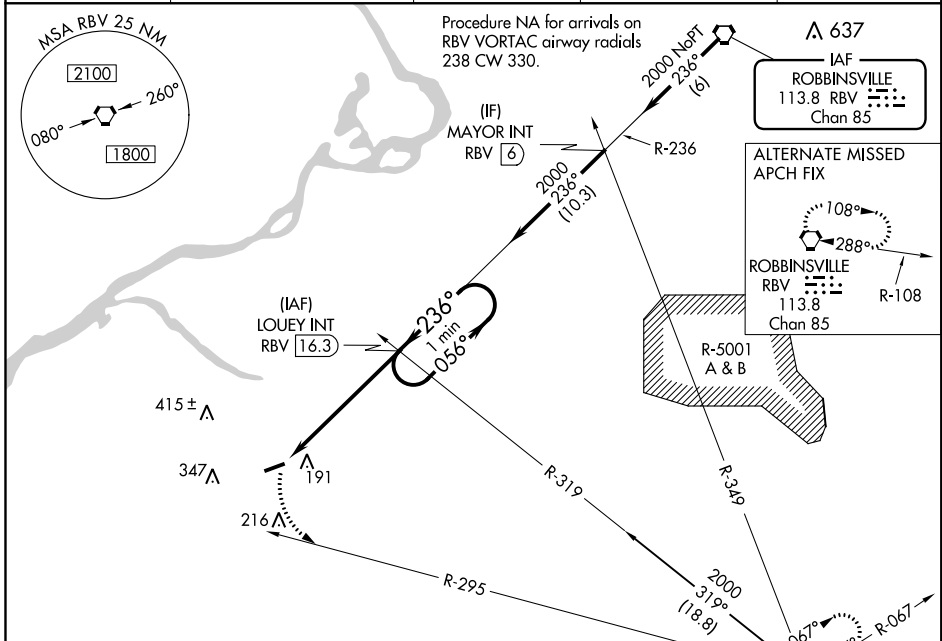 MSA RBV 25 NM
2100
260°
080°
1800
Procedure NA for arrivals on
RBV VORTAC airway radials
238 CW 330.
2000 NoPT
236°
(6)
637
IAF
ROBBINSVILLE
113.8 RBV
Chan 85
(IF)
MAYOR INT
RBV 6
R-236
2000
236°
(10.3)
ALTERNATE MISSED
APCH FIX
108°
288°
ROBBINSVILLE
RBV
113.8
Chan 85
R-108
(IAF)
LOUEY INT
RBV 16.3
236°
1 min
056°
R-5001
A & B
415 ±
347
191
216
R-319
R-349
R-295
2000
319°
(18.8)
067°
R-067